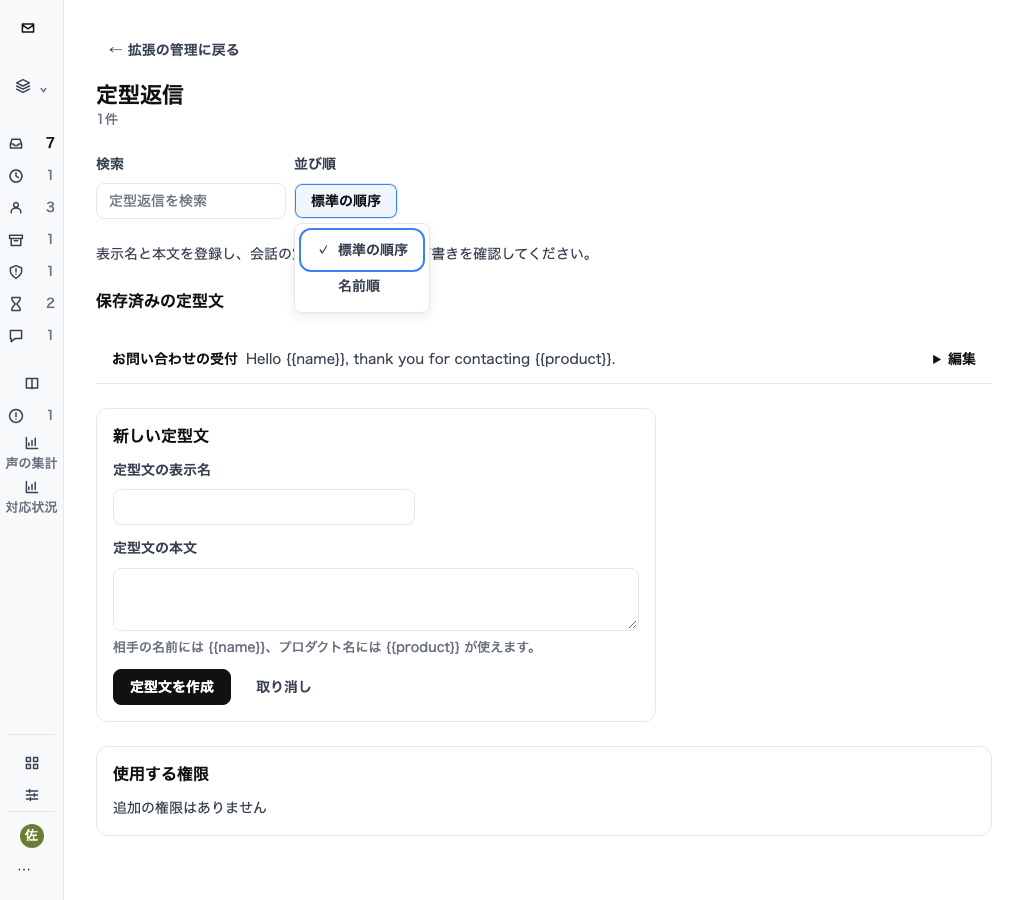 ← 拡張の管理に戻る
定型返信
1件
検索
並び順
定型返信を検索
標準の順序
✓ 標準の順序
名前順
表示名と本文を登録し、会話の
書きを確認してください。
保存済みの定型文
お問い合わせの受付 Hello {{name}}, thank you for contacting {{product}}.
▶ 編集
新しい定型文
定型文の表示名
定型文の本文
相手の名前には {{name}}、プロダクト名には {{product}} が使えます。
定型文を作成
取り消し
使用する権限
追加の権限はありません
7
1
3
1
1
2
1
1
声の集計
対応状況
佐
…